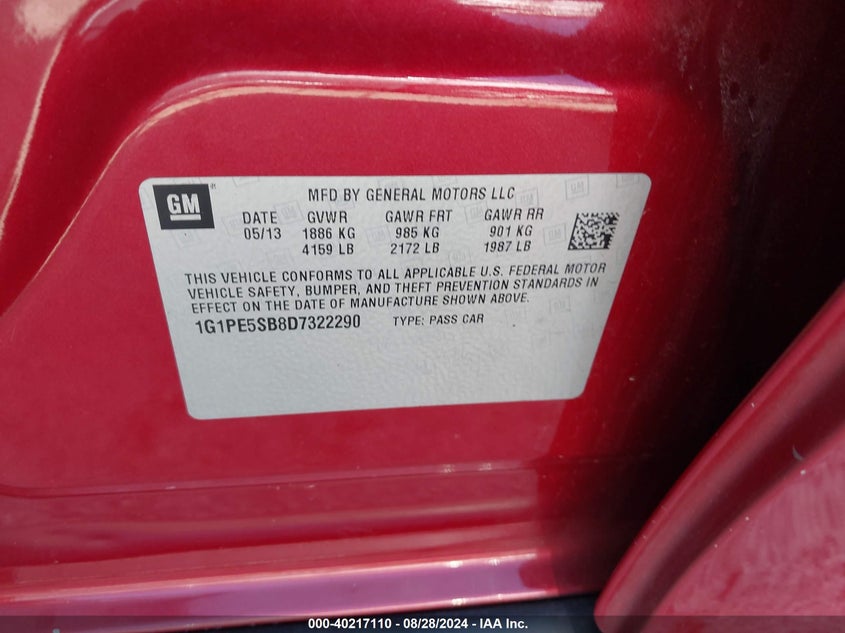 GM
MFD BY GENERAL MOTORS LLC
DATE GVWR GAWR FRT GAWR RR
05/13 1886 KG 985 KG 901 KG
4159 LB 2172 LB 1987 LB
THIS VEHICLE CONFORMS TO ALL APPLICABLE U.S. FEDERAL MOTOR
VEHICLE SAFETY, BUMPER, AND THEFT PREVENTION STANDARDS IN
EFFECT ON THE DATE OF MANUFACTURE SHOWN ABOVE.
1G1PE5SB8D7322290 TYPE: PASS CAR
000-40217110 - 08/28/2024 - IAA Inc.